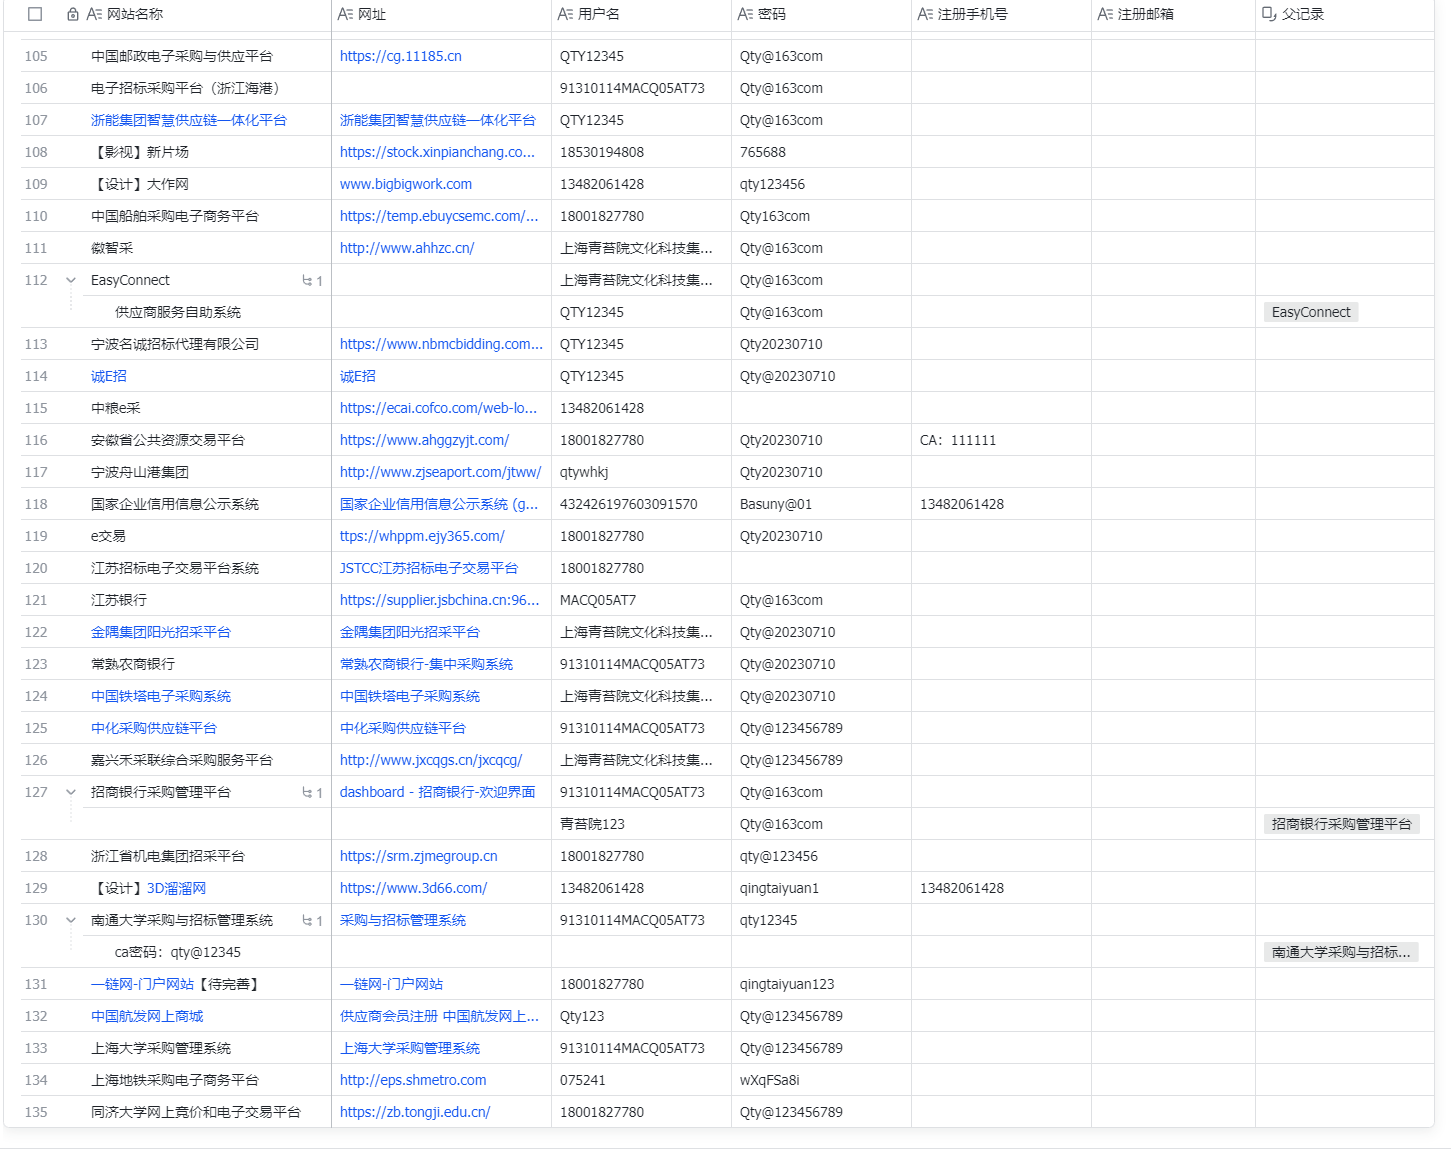 网站名称 网址 用户名 密码 注册手机号 注册邮箱 父记录
105 中国邮政电子采购与供应平台 https://cg.11185.cn QTY12345 Qty@163com
106 电子招标采购平台（浙江海港） 91310114MACQ05AT73 Qty@163com
107 浙能集团智慧供应链一体化平台 浙能集团智慧供应链一体化平台 QTY12345 Qty@163com
108 【影视】新片场 https://stock.xinpianchang.co... 18530194808 765688
109 【设计】大作网 www.bigbigwork.com 13482061428 qty123456
110 中国船舶采购电子商务平台 https://temp.ebuycsemc.com/... 18001827780 Qty163com
111 徽智采 http://www.ahhzc.cn/ 上海青苔院文化科技集... Qty@163com
112 EasyConnect 1 上海青苔院文化科技集... Qty@163com
供应商服务自助系统 QTY12345 Qty@163com EasyConnect
113 宁波名诚招标代理有限公司 https://www.nbmcbidding.com... QTY12345 Qty20230710
114 诚E招 诚E招 QTY12345 Qty@20230710
115 中粮e采 https://ecai.cofco.com/web-lo... 13482061428
116 安徽省公共资源交易平台 https://www.ahggzyjt.com/ 18001827780 Qty20230710 CA：111111
117 宁波舟山港集团 http://www.zjseaport.com/jtww/ qtywhkj Qty20230710
118 国家企业信用信息公示系统 国家企业信用信息公示系统 (g... 432426197603091570 Basuny@01 13482061428
119 e交易 ttps://whppm.ejy365.com/ 18001827780 Qty20230710
120 江苏招标电子交易平台系统 JSTCC江苏招标电子交易平台 18001827780
121 江苏银行 https://supplier.jsbchina.cn:96... MACQ05AT7 Qty@163com
122 金隅集团阳光招采平台 金隅集团阳光招采平台 上海青苔院文化科技集... Qty@20230710
123 常熟农商银行 常熟农商银行-集中采购系统 91310114MACQ05AT73 Qty@20230710
124 中国铁塔电子采购系统 中国铁塔电子采购系统 上海青苔院文化科技集... Qty@20230710
125 中化采购供应链平台 中化采购供应链平台 91310114MACQ05AT73 Qty@123456789
126 嘉兴禾采联综合采购服务平台 http://www.jxcqgs.cn/jxcqcg/ 上海青苔院文化科技集... Qty@123456789
127 招商银行采购管理平台 1 dashboard - 招商银行-欢迎界面 91310114MACQ05AT73 Qty@163com
青苔院123 Qty@163com 招商银行采购管理平台
128 浙江省机电集团招采平台 https://srm.zjmegroup.cn 18001827780 qty@123456
129 【设计】3D溜溜网 https://www.3d66.com/ 13482061428 qingtaiyuan1 13482061428
130 南通大学采购与招标管理系统 1 采购与招标管理系统 91310114MACQ05AT73 qty12345
ca密码：qty@12345 南通大学采购与招标...
131 一链网-门户网站【待完善】 一链网-门户网站 18001827780 qingtaiyuan123
132 中国航发网上商城 供应商会员注册 中国航发网上... Qty123 Qty@123456789
133 上海大学采购管理系统 上海大学采购管理系统 91310114MACQ05AT73 Qty@123456789
134 上海地铁采购电子商务平台 http://eps.shmetro.com 075241 wXqFSa8i
135 同济大学网上竞价和电子交易平台 https://zb.tongji.edu.cn/ 18001827780 Qty@123456789